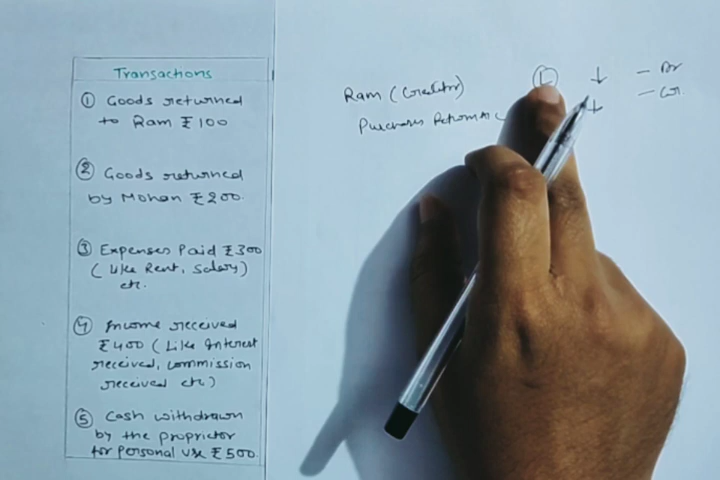 Transactions
① Goods returned
to Ram ₹100
② Goods returned
by Mohan ₹200.
③ Expenses Paid ₹300
(Like Rent, Salary)
etc.
④ Income received
₹400 (Like Interest
received, commission
received etc)
⑤ Cash withdrawn
by the proprietor
for Personal Use ₹500.
Ram (Creditor) Ⓛ ↓ – Dr
Purchases Return A/c ↓ – Cr.